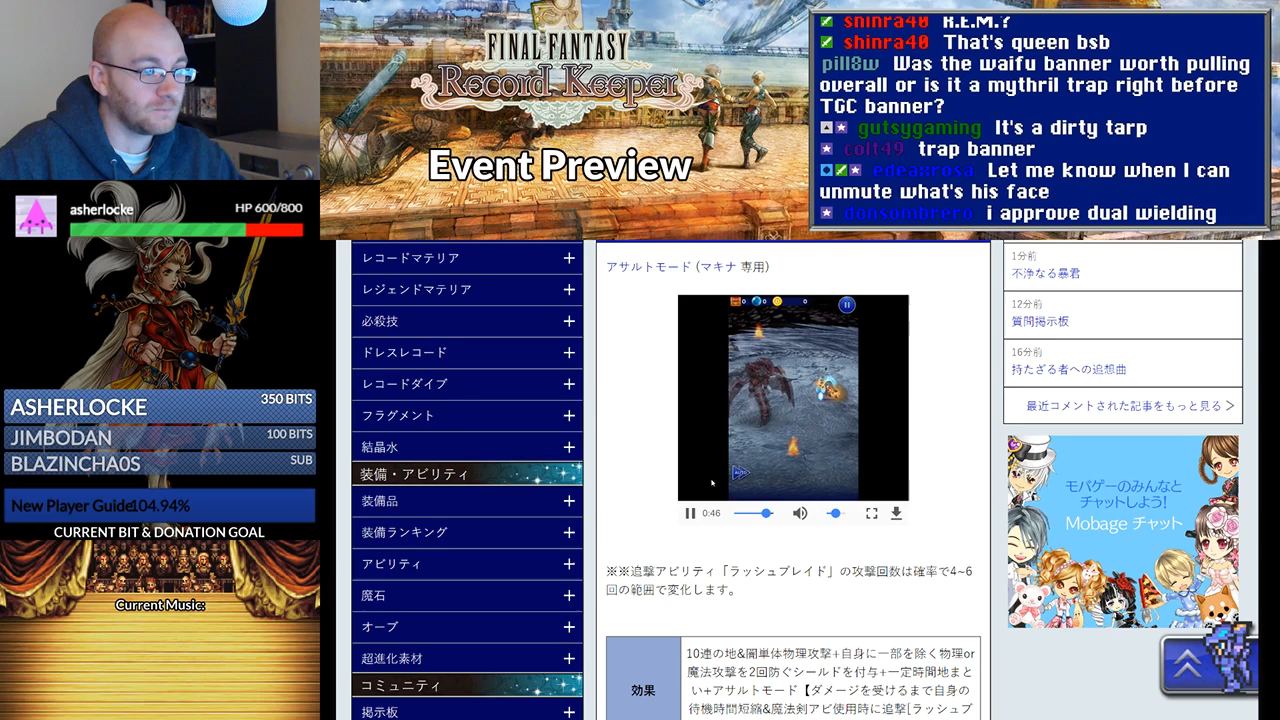 FINAL FANTASY
Record Keeper
Event Preview
shinra40 R.E.M.?
shinra40 That's queen bsb
pill8w Was the waifu banner worth pulling
overall or is it a mythril trap right before
TGC banner?
gutsygaming It's a dirty tarp
colt49 trap banner
edeaxrosa Let me know when I can
unmute what's his face
donsombrero i approve dual wielding
asherlocke
HP 600/800
ASHERLOCKE 350 BITS
JIMBODAN 100 BITS
BLAZINCHA0S SUB
New Player Guide104.94%
CURRENT BIT & DONATION GOAL
Current Music:
レコードマテリア +
レジェンドマテリア +
必殺技 +
ドレスレコード +
レコードダイブ +
フラグメント +
結晶水 +
装備・アビリティ
装備品 +
装備ランキング +
アビリティ +
魔石 +
オーブ +
超進化素材 +
コミュニティ
掲示板 +
アサルトモード (マキナ 専用)
0 0 0
AUTO
0:46
※※追撃アビリティ「ラッシュブレイド」の攻撃回数は確率で4~6
回の範囲で変化します。
効果
10連の地&闇単体物理攻撃+自身に一部を除く物理or
魔法攻撃を2回防ぐシールドを付与+一定時間地まと
い+アサルトモード【ダメージを受けるまで自身の
待機時間短縮&魔法剣アビ使用時に追撃[ラッシュブ
1分前
不浄なる暴君
12分前
質問掲示板
16分前
持たざる者への追想曲
最近コメントされた記事をもっと見る >
モバゲーのみんなと
チャットしよう!
Mobage チャット